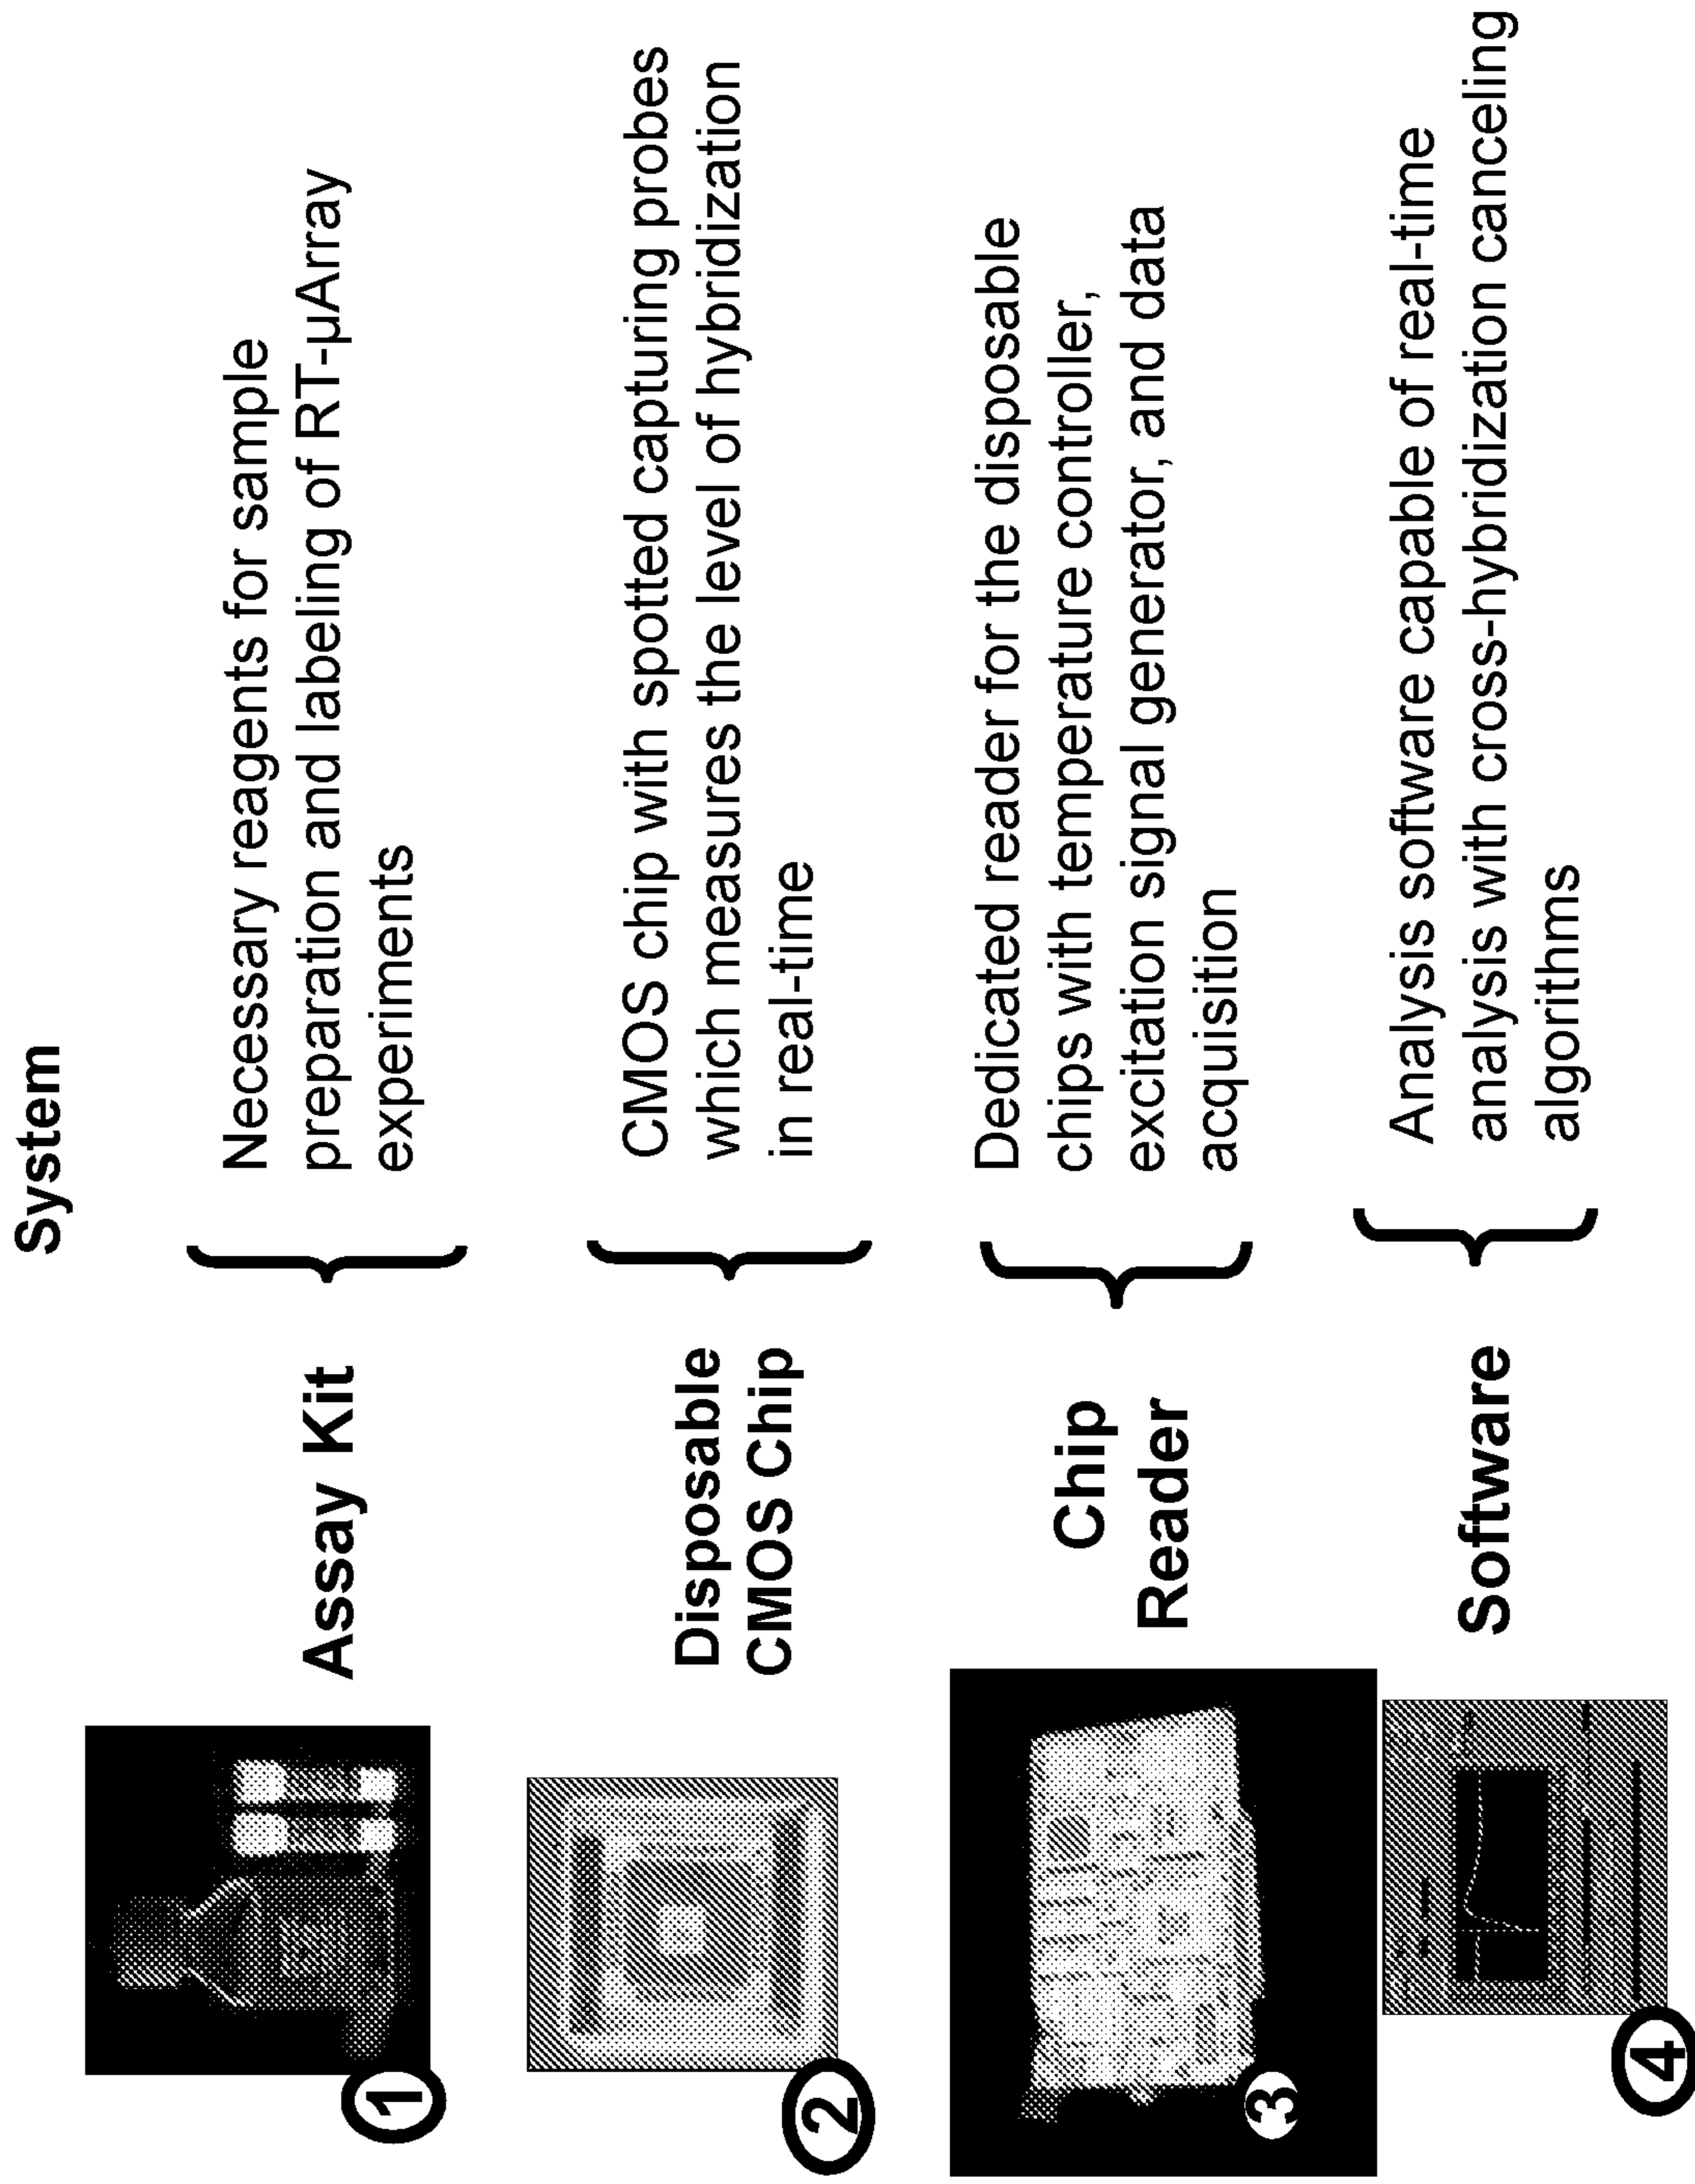 System
1
Assay Kit
Necessary reagents for sample
preparation and labeling of RT-µArray
experiments
2
Disposable
CMOS Chip
CMOS chip with spotted capturing probes
which measures the level of hybridization
in real-time
3
Chip
Reader
Dedicated reader for the disposable
chips with temperature controller,
excitation signal generator, and data
acquisition
4
Software
Analysis software capable of real-time
analysis with cross-hybridization canceling
algorithms